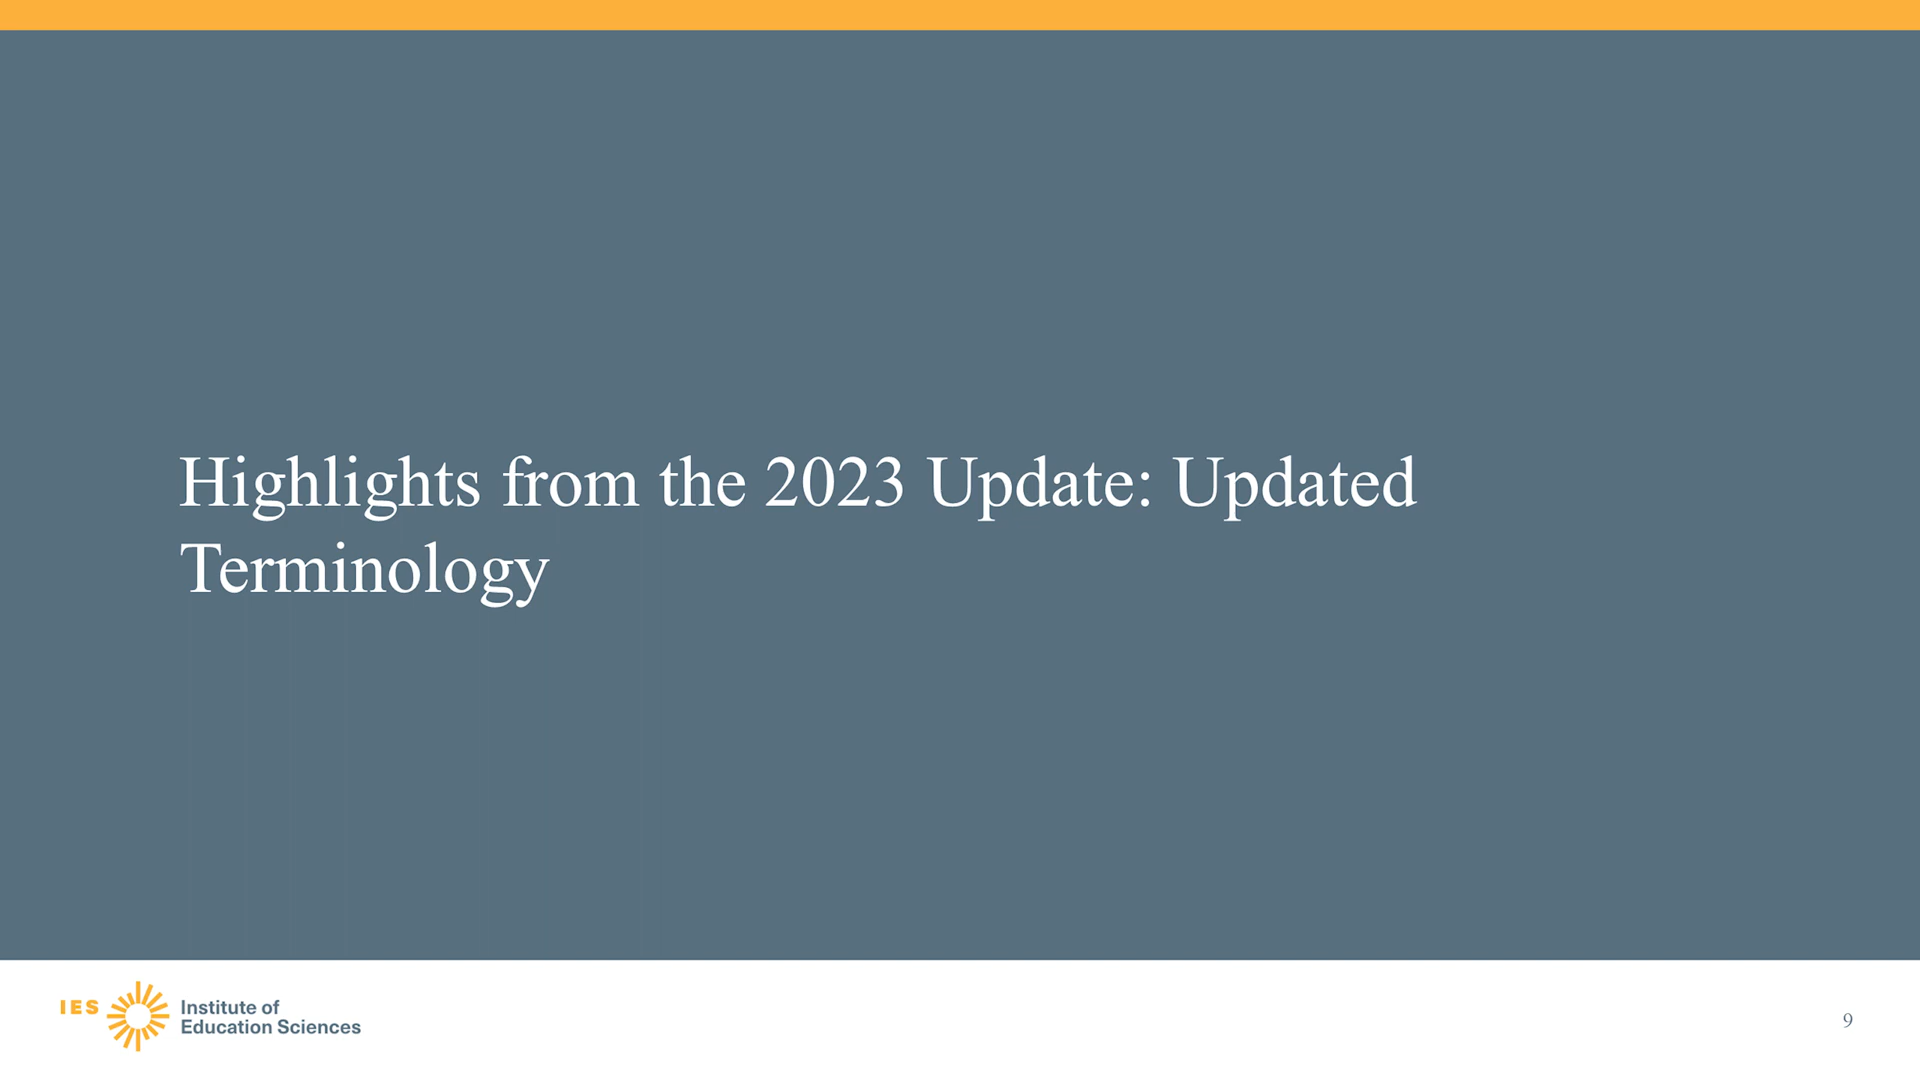 Highlights from the 2023 Update: Updated
Terminology
IES
Institute of
Education Sciences
9